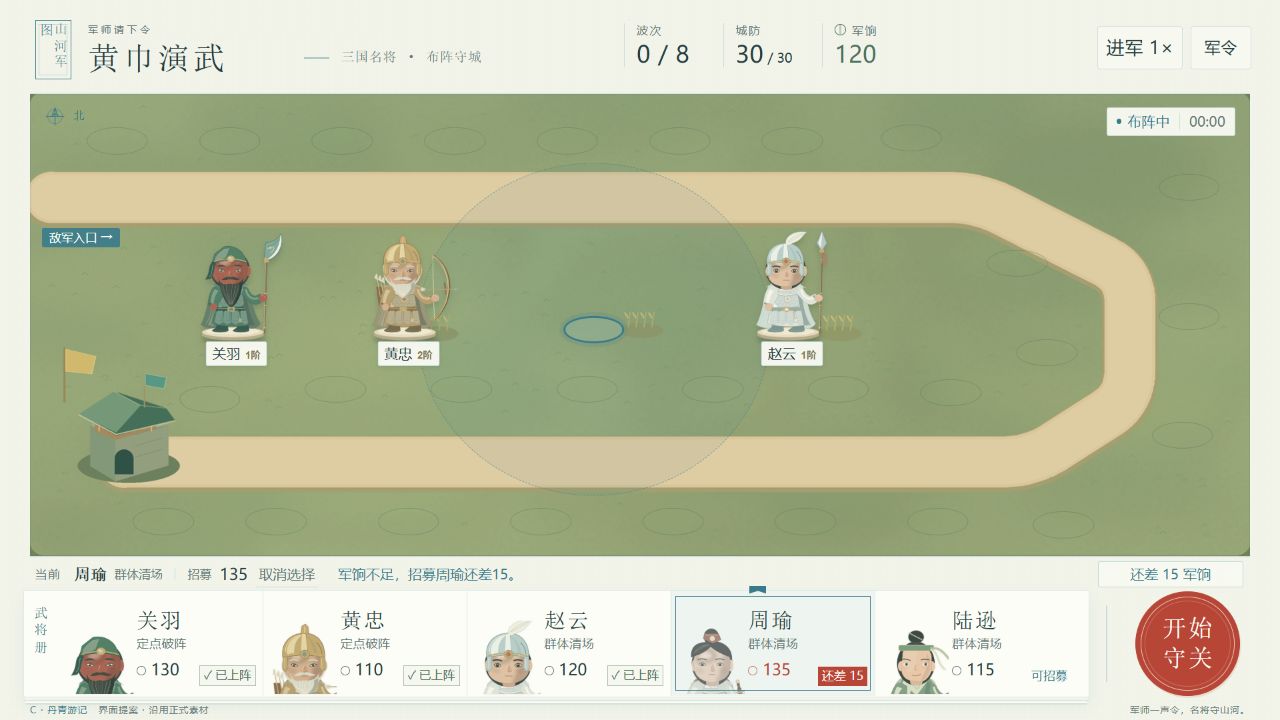 山河军图
军师请下令
黄巾演武
三国名将 • 布阵守城
波次
0 / 8
城防
30 / 30
军饷
120
进军 1×
军令
北
布阵中
00:00
敌军入口 →
关羽 1阶
黄忠 2阶
赵云 1阶
当前 周瑜 群体清场 招募 135 取消选择 军饷不足，招募周瑜还差15。
还差 15 军饷
武将册
关羽
定点破阵
130
✓已上阵
黄忠
定点破阵
110
✓已上阵
赵云
群体清场
120
✓已上阵
周瑜
群体清场
135
还差 15
陆逊
群体清场
115
可招募
开始
守关
C · 丹青游记 界面提案 · 沿用正式素材
军师一声令，名将守山河。